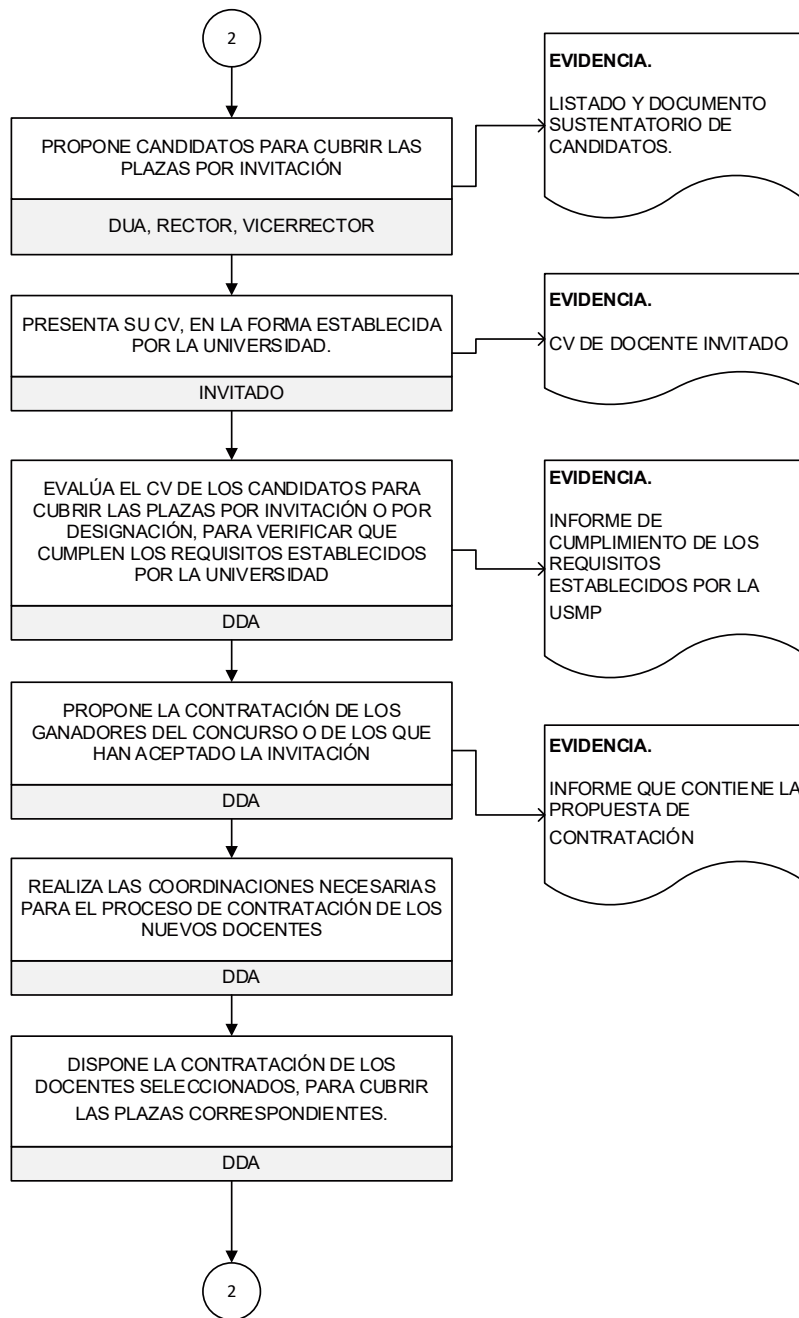 2
PROPONE CANDIDATOS PARA CUBRIR LAS
PLAZAS POR INVITACIÓN
DUA, RECTOR, VICERRECTOR
EVIDENCIA.
LISTADO Y DOCUMENTO
SUSTENTATORIO DE
CANDIDATOS.
PRESENTA SU CV, EN LA FORMA ESTABLECIDA
POR LA UNIVERSIDAD.
INVITADO
EVIDENCIA.
CV DE DOCENTE INVITADO
EVALÚA EL CV DE LOS CANDIDATOS PARA
CUBRIR LAS PLAZAS POR INVITACIÓN O POR
DESIGNACIÓN, PARA VERIFICAR QUE
CUMPLEN LOS REQUISITOS ESTABLECIDOS
POR LA UNIVERSIDAD
DDA
EVIDENCIA.
INFORME DE
CUMPLIMIENTO DE LOS
REQUISITOS
ESTABLECIDOS POR LA
USMP
PROPONE LA CONTRATACIÓN DE LOS
GANADORES DEL CONCURSO O DE LOS QUE
HAN ACEPTADO LA INVITACIÓN
DDA
EVIDENCIA.
INFORME QUE CONTIENE LA
PROPUESTA DE
CONTRATACIÓN
REALIZA LAS COORDINACIONES NECESARIAS
PARA EL PROCESO DE CONTRATACIÓN DE LOS
NUEVOS DOCENTES
DDA
DISPONE LA CONTRATACIÓN DE LOS
DOCENTES SELECCIONADOS, PARA CUBRIR
LAS PLAZAS CORRESPONDIENTES.
DDA
2